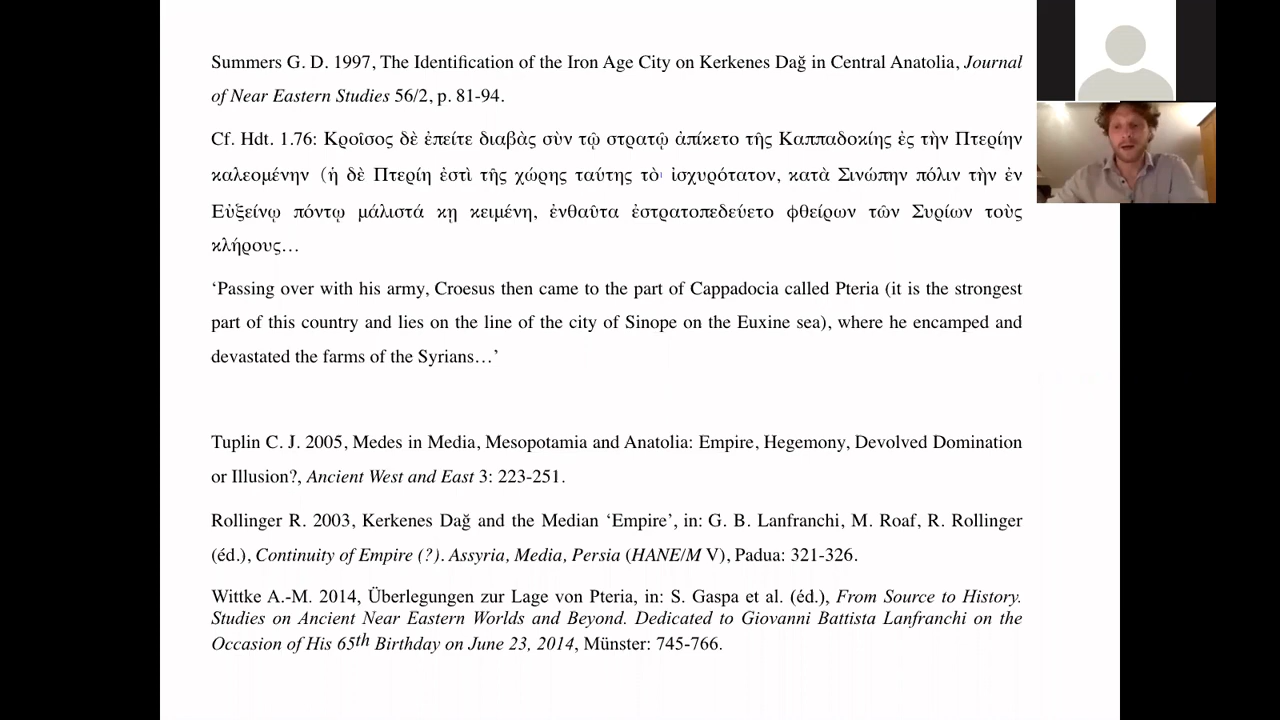 Summers G. D. 1997, The Identification of the Iron Age City on Kerkenes Dağ in Central Anatolia, Journal
of Near Eastern Studies 56/2, p. 81-94.
Cf. Hdt. 1.76: Κροῖσος δὲ ἐπείτε διαβὰς σὺν τῷ στρατῷ ἀπίκετο τῆς Καππαδοκίης ἐς τὴν Πτερίην
καλεομένην (ἡ δὲ Πτερίη ἐστὶ τῆς χώρης ταύτης τὸ ἰσχυρότατον, κατὰ Σινώπην πόλιν τὴν ἐν
Εὐξείνῳ πόντῳ μάλιστά κῃ κειμένη, ἐνθαῦτα ἐστρατοπεδεύετο φθείρων τῶν Συρίων τοὺς
κλήρους…
‘Passing over with his army, Croesus then came to the part of Cappadocia called Pteria (it is the strongest
part of this country and lies on the line of the city of Sinope on the Euxine sea), where he encamped and
devastated the farms of the Syrians…’
Tuplin C. J. 2005, Medes in Media, Mesopotamia and Anatolia: Empire, Hegemony, Devolved Domination
or Illusion?, Ancient West and East 3: 223-251.
Rollinger R. 2003, Kerkenes Dağ and the Median ‘Empire’, in: G. B. Lanfranchi, M. Roaf, R. Rollinger
(éd.), Continuity of Empire (?). Assyria, Media, Persia (HANE/M V), Padua: 321-326.
Wittke A.-M. 2014, Überlegungen zur Lage von Pteria, in: S. Gaspa et al. (éd.), From Source to History.
Studies on Ancient Near Eastern Worlds and Beyond. Dedicated to Giovanni Battista Lanfranchi on the
Occasion of His 65th Birthday on June 23, 2014, Münster: 745-766.